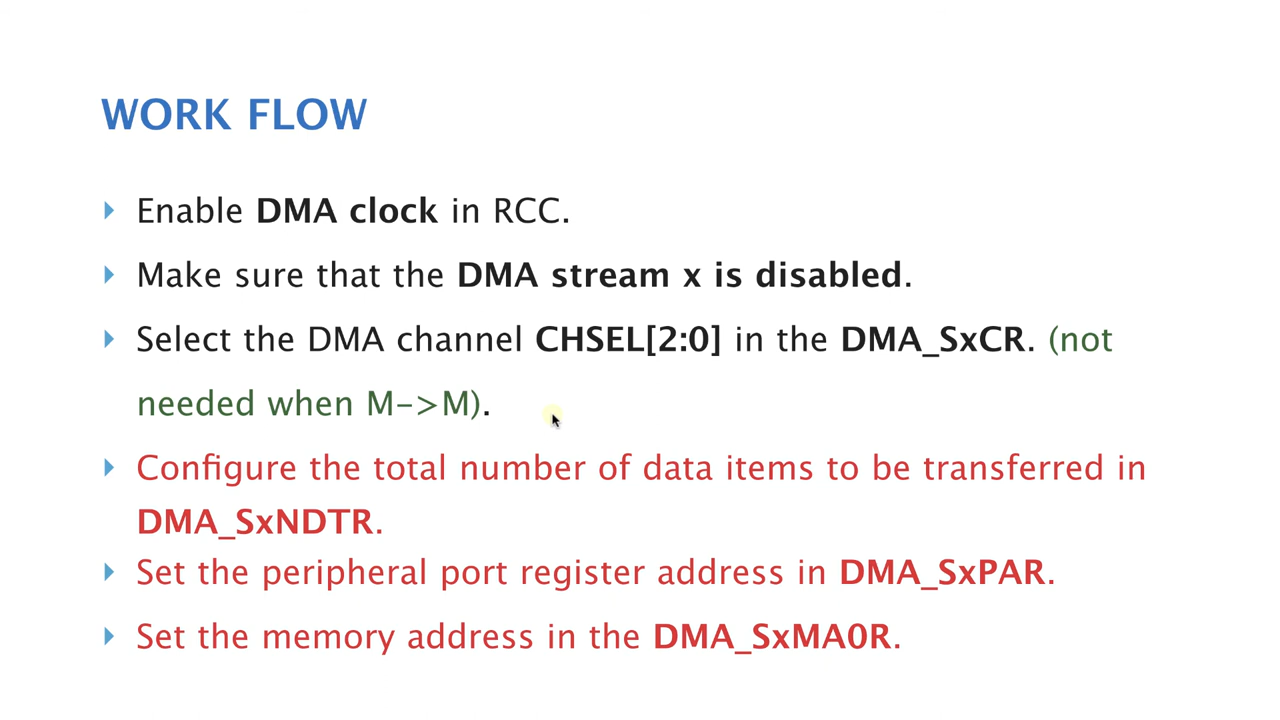 WORK FLOW
Enable DMA clock in RCC.
Make sure that the DMA stream x is disabled.
Select the DMA channel CHSEL[2:0] in the DMA_SxCR. (not
needed when M->M).
Configure the total number of data items to be transferred in
DMA_SxNDTR.
Set the peripheral port register address in DMA_SxPAR.
Set the memory address in the DMA_SxMA0R.